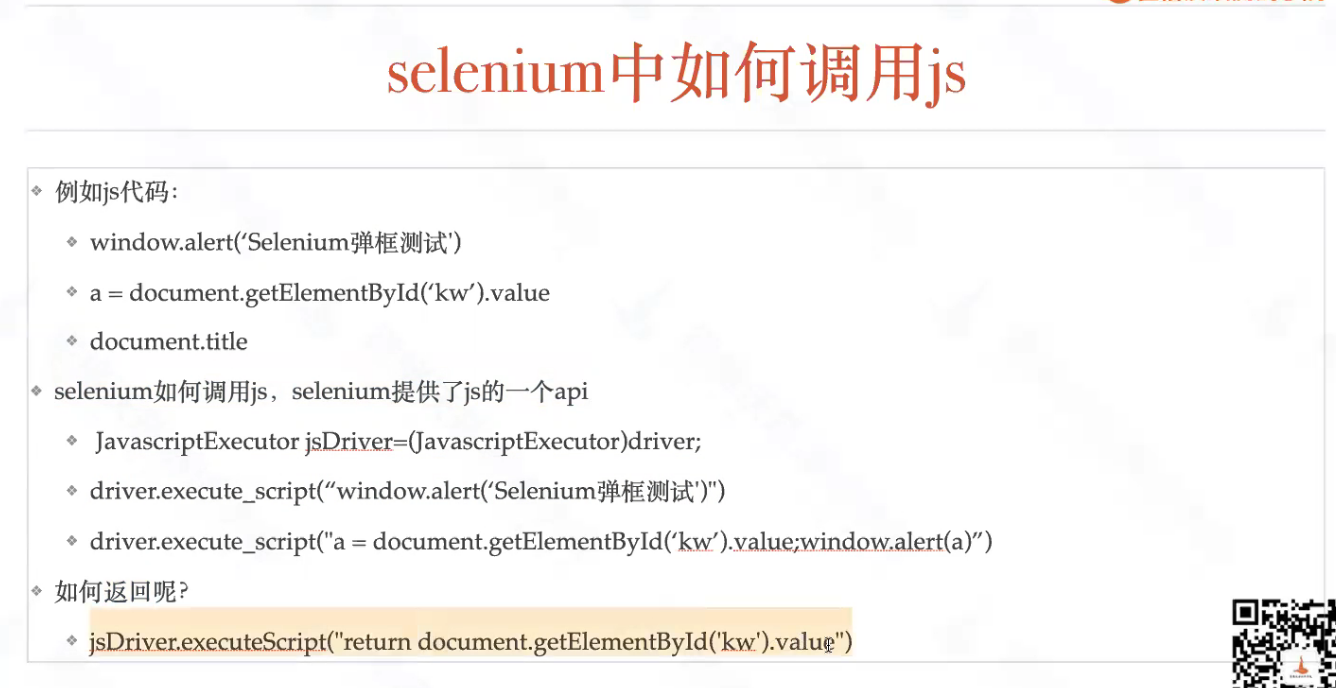 selenium中如何调用js
例如js代码：
window.alert(‘Selenium弹框测试')
a = document.getElementById(‘kw’).value
document.title
selenium如何调用js，selenium提供了js的一个api
JavascriptExecutor jsDriver=(JavascriptExecutor)driver;
driver.execute_script(“window.alert(‘Selenium弹框测试')")
driver.execute_script("a = document.getElementById(‘kw’).value;window.alert(a)”)
如何返回呢？
jsDriver.executeScript("return document.getElementById('kw').value")